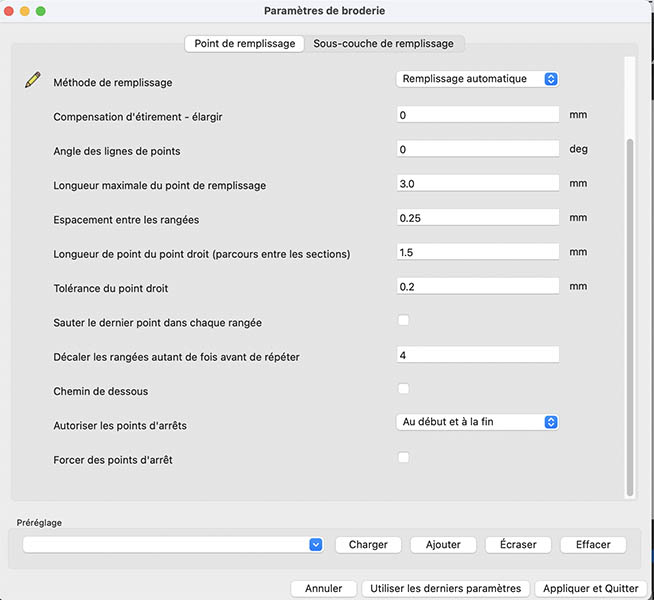 Paramètres de broderie
Point de remplissage Sous-couche de remplissage
Méthode de remplissage Remplissage automatique
Compensation d'étirement - élargir 0 mm
Angle des lignes de points 0 deg
Longueur maximale du point de remplissage 3.0 mm
Espacement entre les rangées 0.25 mm
Longueur de point du point droit (parcours entre les sections) 1.5 mm
Tolérance du point droit 0.2 mm
Sauter le dernier point dans chaque rangée
Décaler les rangées autant de fois avant de répéter 4
Chemin de dessous
Autoriser les points d'arrêts Au début et à la fin
Forcer des points d'arrêt
Préréglage
Charger Ajouter Écraser Effacer
Annuler Utiliser les derniers paramètres Appliquer et Quitter